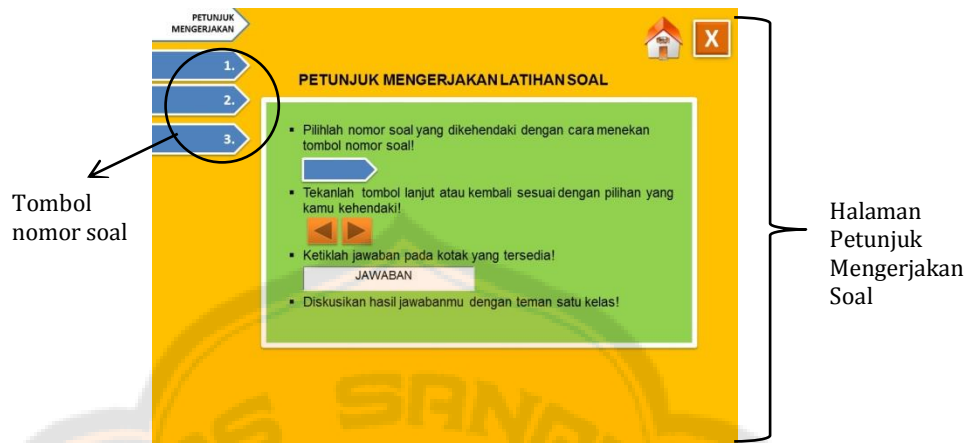 PETUNJUK
MENGERJAKAN
X
1.
2.
3.
PETUNJUK MENGERJAKAN LATIHAN SOAL
▪ Pilihlah nomor soal yang dikehendaki dengan cara menekan
tombol nomor soal!
▪ Tekanlah tombol lanjut atau kembali sesuai dengan pilihan yang
kamu kehendaki!
▪ Ketiklah jawaban pada kotak yang tersedia!
JAWABAN
▪ Diskusikan hasil jawabanmu dengan teman satu kelas!
Tombol
nomor soal
Halaman
Petunjuk
Mengerjakan
Soal